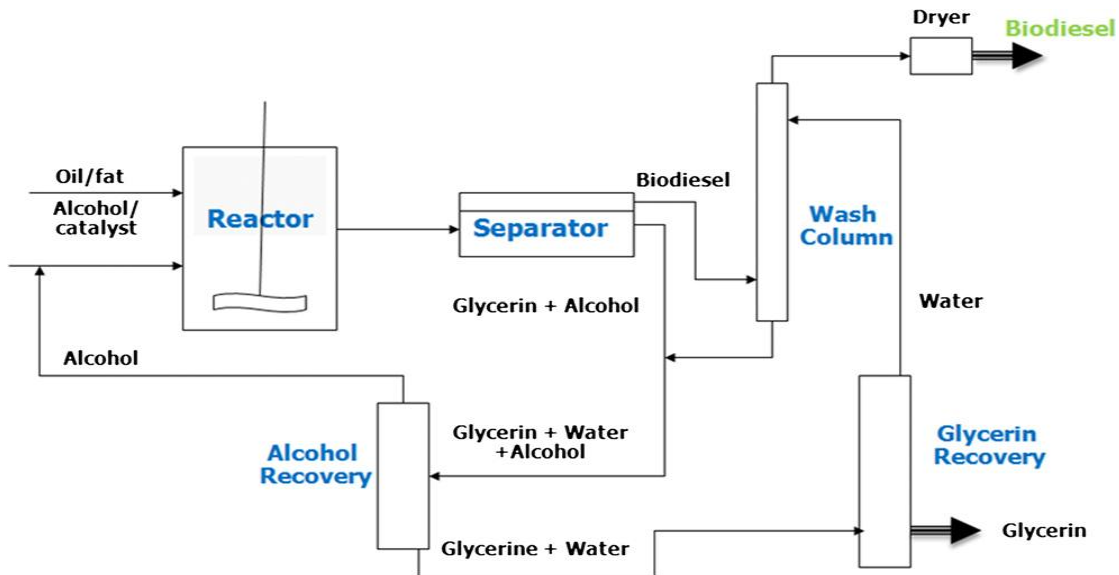 Dryer
Biodiesel
Oil/fat
Alcohol/
catalyst
Reactor
Separator
Biodiesel
Wash
Column
Glycerin + Alcohol
Water
Alcohol
Alcohol
Recovery
Glycerin + Water
+Alcohol
Glycerin
Recovery
Glycerine + Water
Glycerin